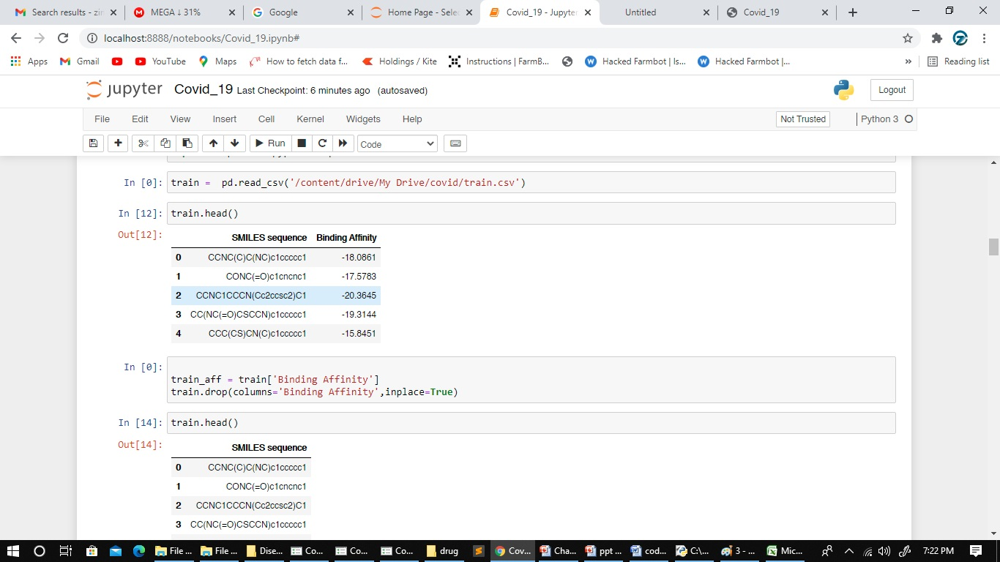 Search results - zin
MEGA ↓ 31%
Google
Home Page - Sele
Covid_19 - Jupyter
Untitled
Covid_19
localhost:8888/notebooks/Covid_19.ipynb#
Apps
Gmail
YouTube
Maps
How to fetch data f...
Holdings / Kite
Instructions | FarmB...
Hacked Farmbot | Is...
Hacked Farmbot |...
»
Reading list
jupyter Covid_19 Last Checkpoint: 6 minutes ago (autosaved)
Logout
File Edit View Insert Cell Kernel Widgets Help
Not Trusted
Python 3
Run
Code
In [0]: train = pd.read_csv('/content/drive/My Drive/covid/train.csv')
In [12]: train.head()
Out[12]:
SMILES sequence Binding Affinity
0 CCNC(C)C(NC)c1ccccc1 -18.0861
1 CONC(=O)c1cncnc1 -17.5783
2 CCNC1CCCN(Cc2ccsc2)C1 -20.3645
3 CC(NC(=O)CSCCN)c1ccccc1 -19.3144
4 CCC(CS)CN(C)c1ccccc1 -15.8451
In [0]:
train_aff = train['Binding Affinity']
train.drop(columns='Binding Affinity',inplace=True)
In [14]: train.head()
Out[14]:
SMILES sequence
0 CCNC(C)C(NC)c1ccccc1
1 CONC(=O)c1cncnc1
2 CCNC1CCCN(Cc2ccsc2)C1
3 CC(NC(=O)CSCCN)c1ccccc1
File ... File ... Dise... Co... Co... Co... drug Cov... Cha... ppt ... cod... C:\... 3 - ... Mic... 7:22 PM